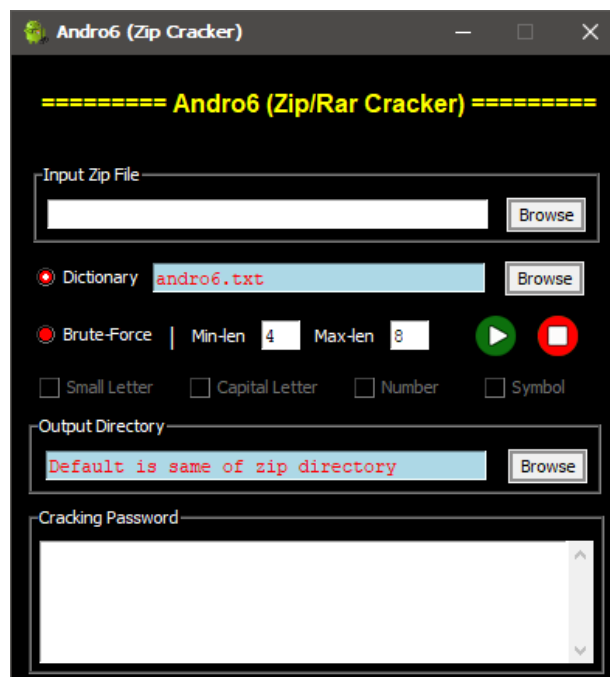 Andro6 (Zip Cracker)
========= Andro6 (Zip/Rar Cracker) =========
Input Zip File
Browse
Dictionary andro6.txt Browse
Brute-Force | Min-len 4 Max-len 8
Small Letter Capital Letter Number Symbol
Output Directory
Default is same of zip directory Browse
Cracking Password